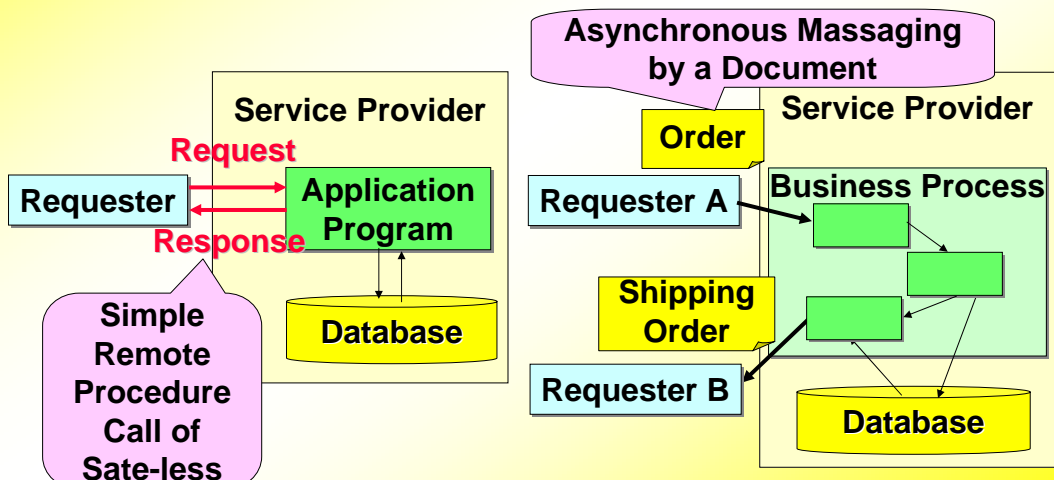 Service Provider
Request
Requester
Application
Program
Response
Database
Simple
Remote
Procedure
Call of
Sate-less
Asynchronous Massaging
by a Document
Service Provider
Order
Business Process
Requester A
Shipping
Order
Requester B
Database